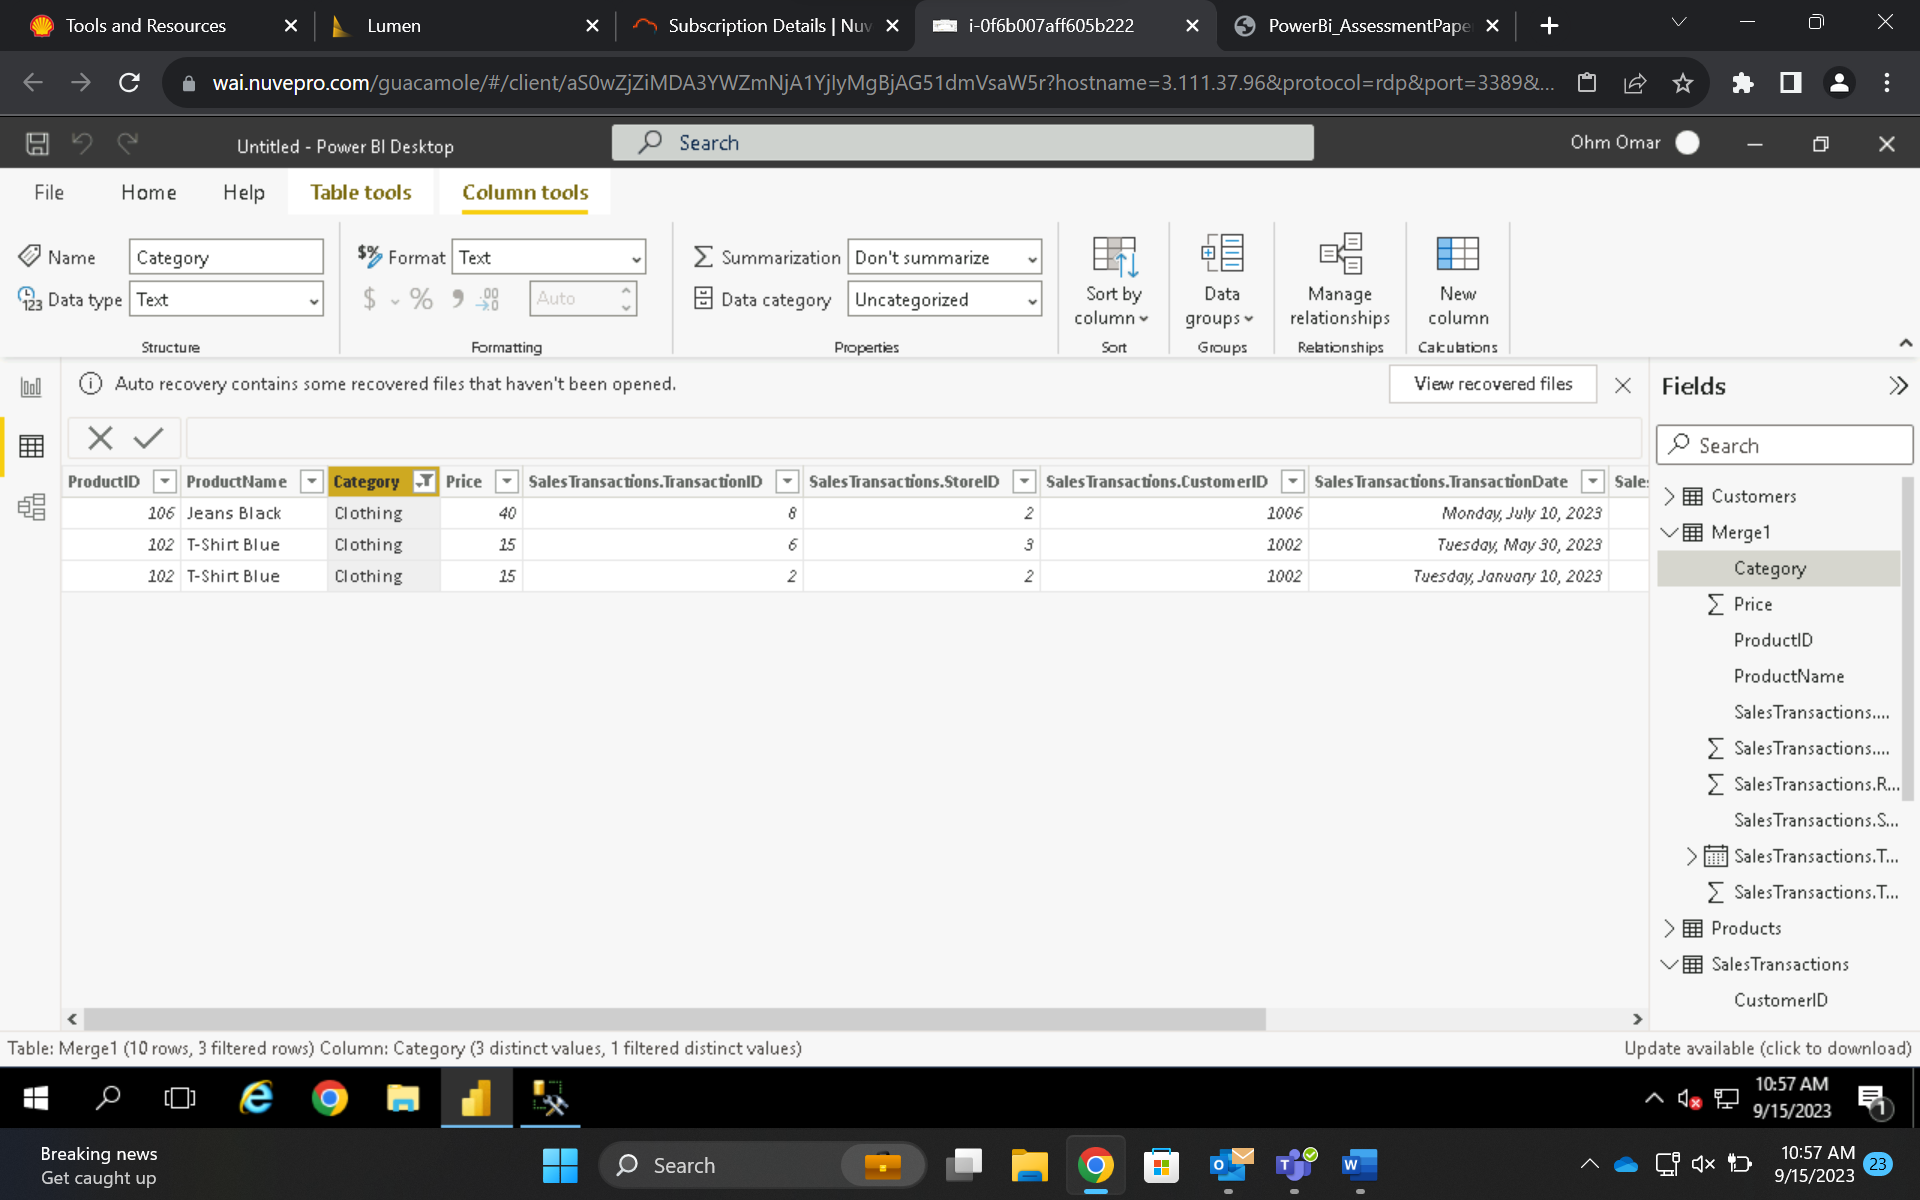 Tools and Resources
Lumen
Subscription Details | Nuv
i-0f6b007aff605b222
PowerBi_AssessmentPape
wai.nuvepro.com/guacamole/#/client/aS0wZjZiMDA3YWZmNjA1YjIyMgBjAG51dmVsaW5r?hostname=3.111.37.96&protocol=rdp&port=3389&...
Untitled - Power BI Desktop
Search
Ohm Omar
File Home Help Table tools Column tools
Name Category
Format Text
Summarization Don't summarize
Data type Text
$ % 9 .00 →.0 Auto
Data category Uncategorized
Sort by column
Data groups
Manage relationships
New column
Structure Formatting Properties Sort Groups Relationships Calculations
Auto recovery contains some recovered files that haven't been opened.
View recovered files
Fields
Search
ProductID ProductName Category Price SalesTransactions.TransactionID SalesTransactions.StoreID SalesTransactions.CustomerID SalesTransactions.TransactionDate Sales
106 Jeans Black Clothing 40 8 2 1006 Monday, July 10, 2023
102 T-Shirt Blue Clothing 15 6 3 1002 Tuesday, May 30, 2023
102 T-Shirt Blue Clothing 15 2 2 1002 Tuesday, January 10, 2023
Customers
Merge1
Category
Price
ProductID
ProductName
SalesTransactions....
SalesTransactions....
SalesTransactions.R...
SalesTransactions.S...
SalesTransactions.T...
SalesTransactions.T...
Products
SalesTransactions
CustomerID
Table: Merge1 (10 rows, 3 filtered rows) Column: Category (3 distinct values, 1 filtered distinct values)
Update available (click to download)
10:57 AM
9/15/2023
1
Breaking news
Get caught up
Search
10:57 AM
9/15/2023
23